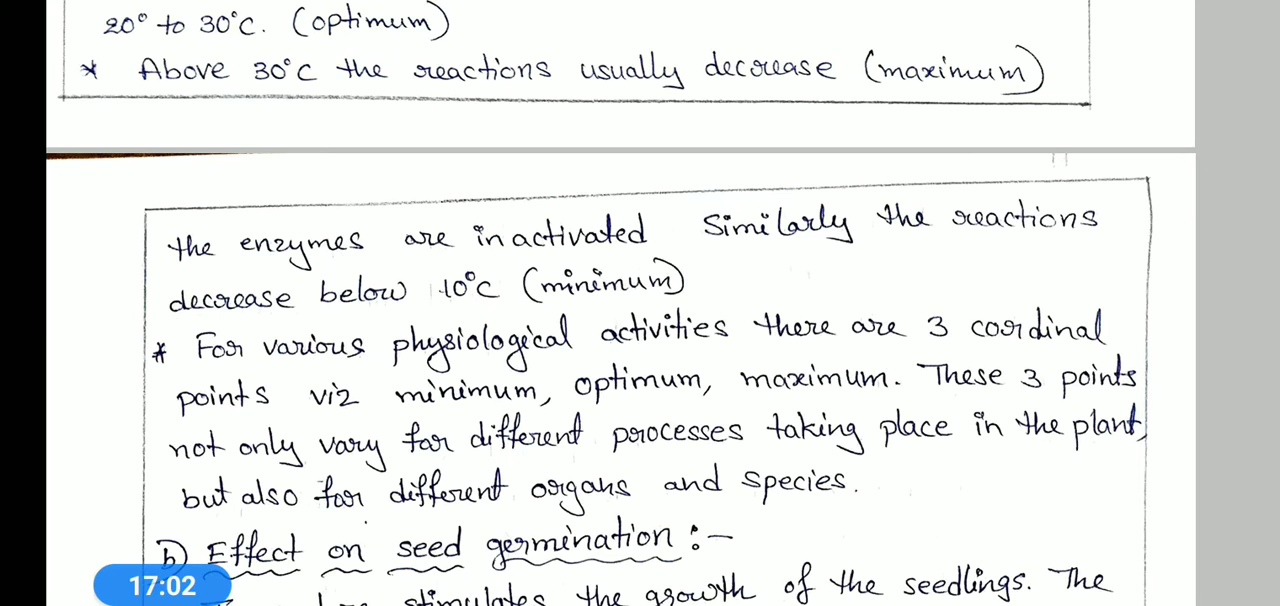 20° to 30°c. (optimum)
* Above 30°c the reactions usually decrease (maximum)
the enzymes are inactivated Similarly the reactions
decrease below 10°c (minimum)
* For various physiological activities there are 3 cordinal
points viz minimum, optimum, maximum. These 3 points
not only vary for different processes taking place in the plant,
but also for different organs and species.
b) Effect on seed germination :-
stimulates the growth of the seedlings. The
17:02